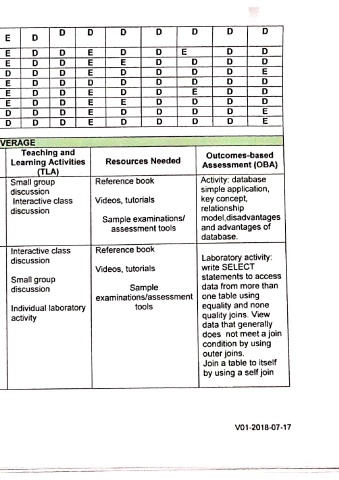 E D D D D D D D D
E D D E D D E D D
E D D E E D D D D
D D D E D D D D E
E D D E D D D D D
E D D E D D E D D
E D D E E D D D D
D D D E D D D D E
D D D E D D D D E
VERAGE
Teaching and
Learning Activities
(TLA)
Resources Needed
Outcomes-based
Assessment (OBA)
Small group
discussion
Interactive class
discussion
Reference book
Videos, tutorials
Sample examinations/
assessment tools
Activity: database
simple application,
key concept,
relationship
model,disadvantages
and advantages of
database.
Interactive class
discussion
Small group
discussion
Individual laboratory
activity
Reference book
Videos, tutorials
Sample
examinations/assessment
tools
Laboratory activity:
write SELECT
statements to access
data from more than
one table using
equality and none
quality joins. View
data that generally
does not meet a join
condition by using
outer joins.
Join a table to itself
by using a self join
V01-2018-07-17